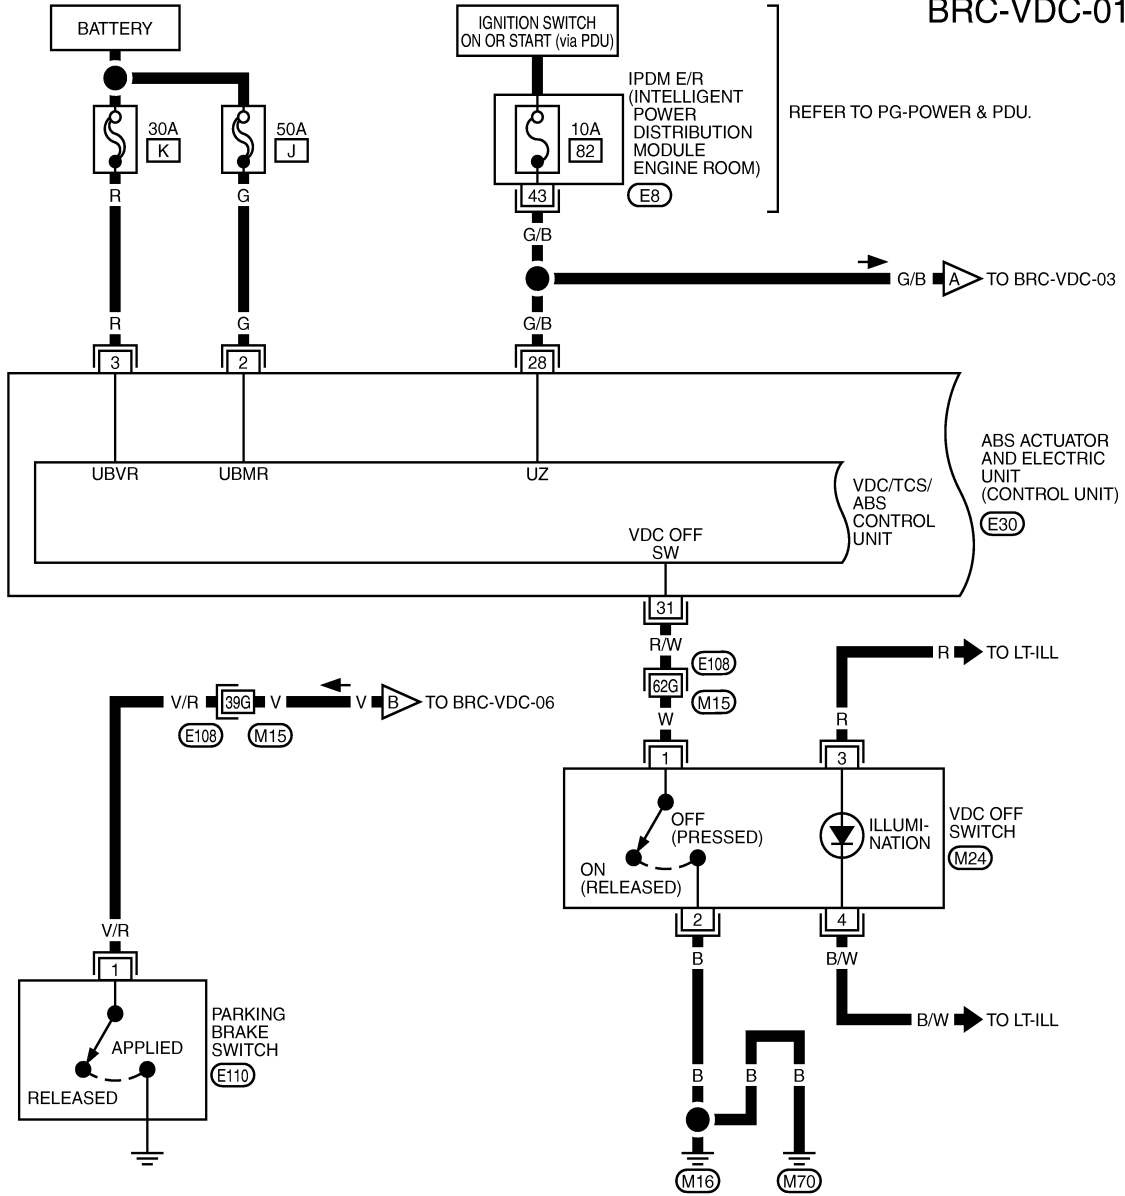 BRC-VDC-01
BATTERY
IGNITION SWITCH
ON OR START (via PDU)
IPDM E/R
(INTELLIGENT
POWER
DISTRIBUTION
MODULE
ENGINE ROOM)
E8
REFER TO PG-POWER & PDU.
30A
K
50A
J
10A
82
43
R
G
G/B
G/B
A
TO BRC-VDC-03
R
G
G/B
3
2
28
UBVR
UBMR
UZ
ABS ACTUATOR
AND ELECTRIC
UNIT
(CONTROL UNIT)
E30
VDC/TCS/
ABS
CONTROL
UNIT
VDC OFF
SW
31
R/W
E108
62G
M15
W
R
TO LT-ILL
R
V/R
39G
V
V
B
TO BRC-VDC-06
E108
M15
1
3
OFF
(PRESSED)
ON
(RELEASED)
ILLUMI-
NATION
VDC OFF
SWITCH
M24
2
4
V/R
1
B
B/W
B/W
TO LT-ILL
PARKING
BRAKE
SWITCH
E110
APPLIED
RELEASED
B
B
B
M16
M70